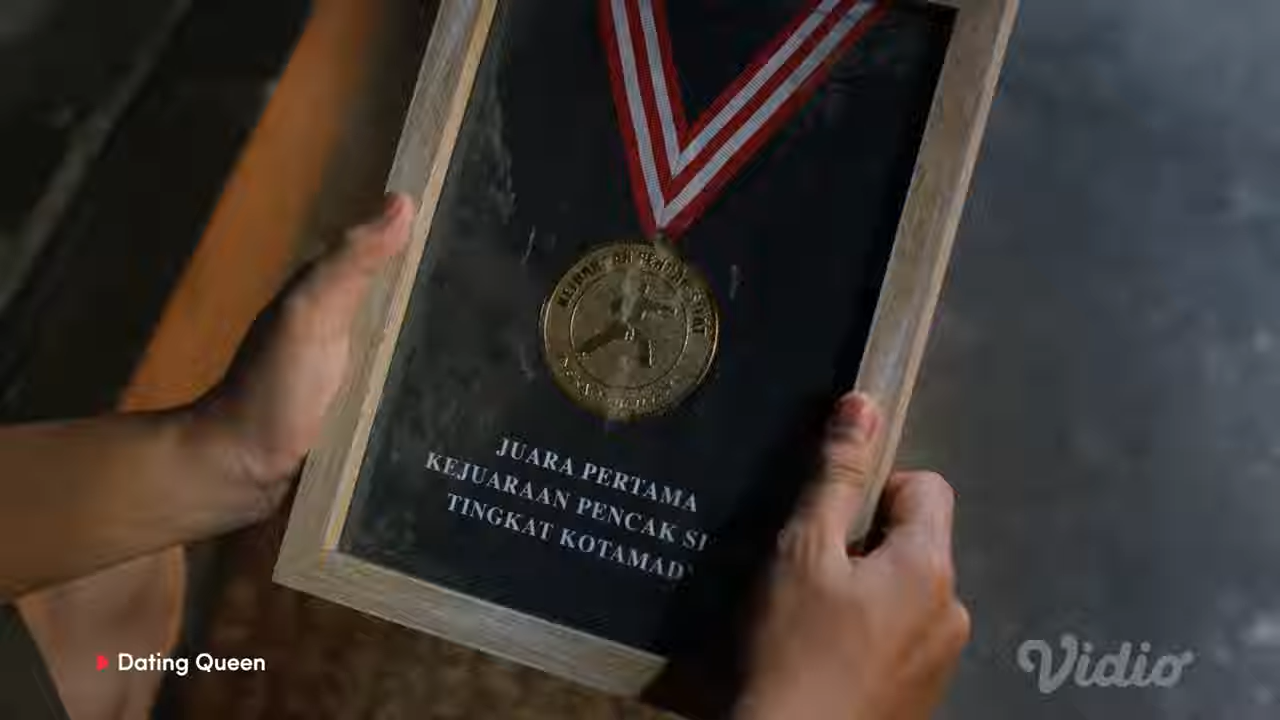 JUARA PERTAMA
KEJUARAAN PENCAK SI
TINGKAT KOTAMAD
Dating Queen
Vidio